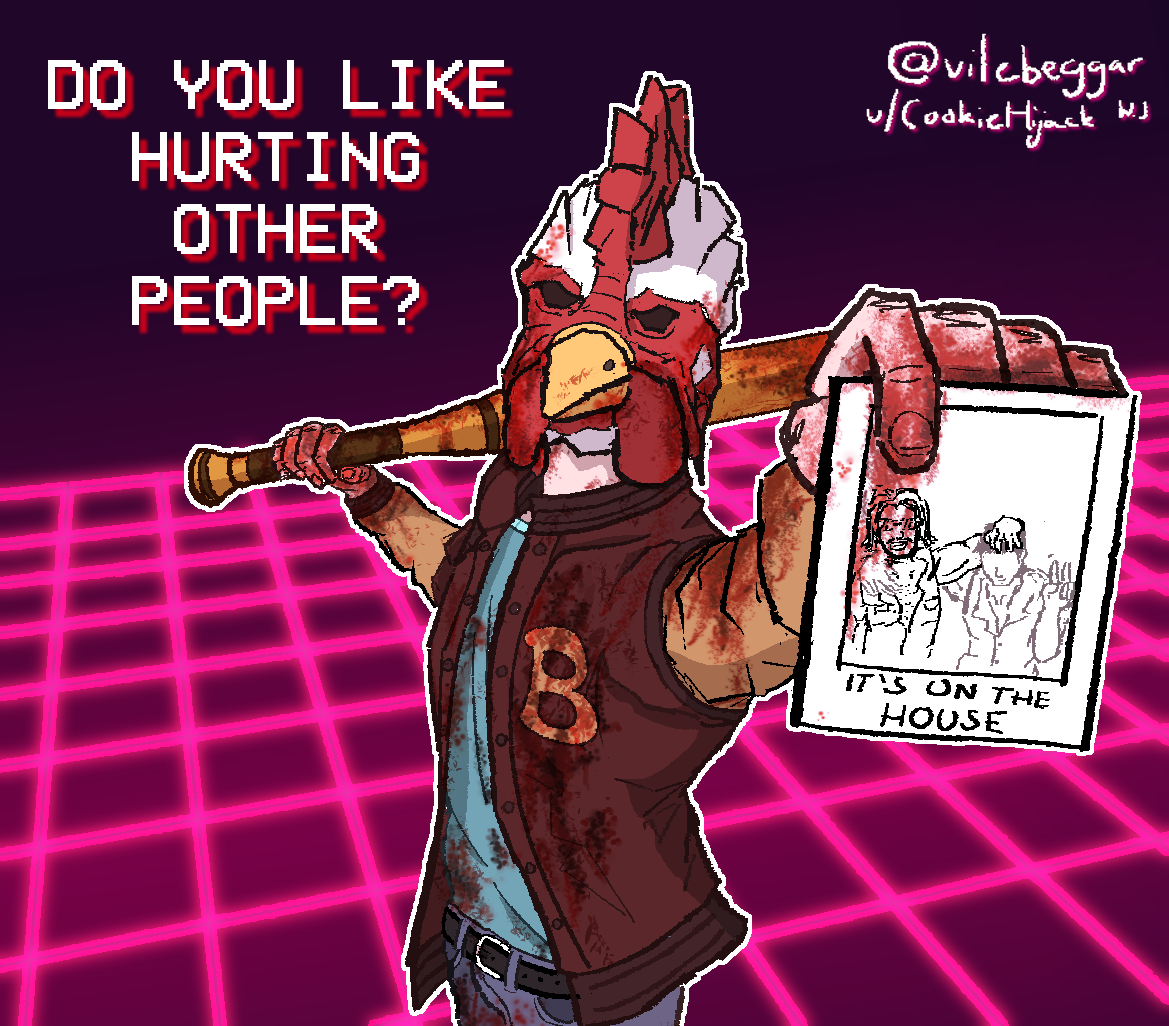 DO YOU LIKE
HURTING
OTHER
PEOPLE?
@vilebeggar
u/CookieHijack
B
IT'S ON THE
HOUSE